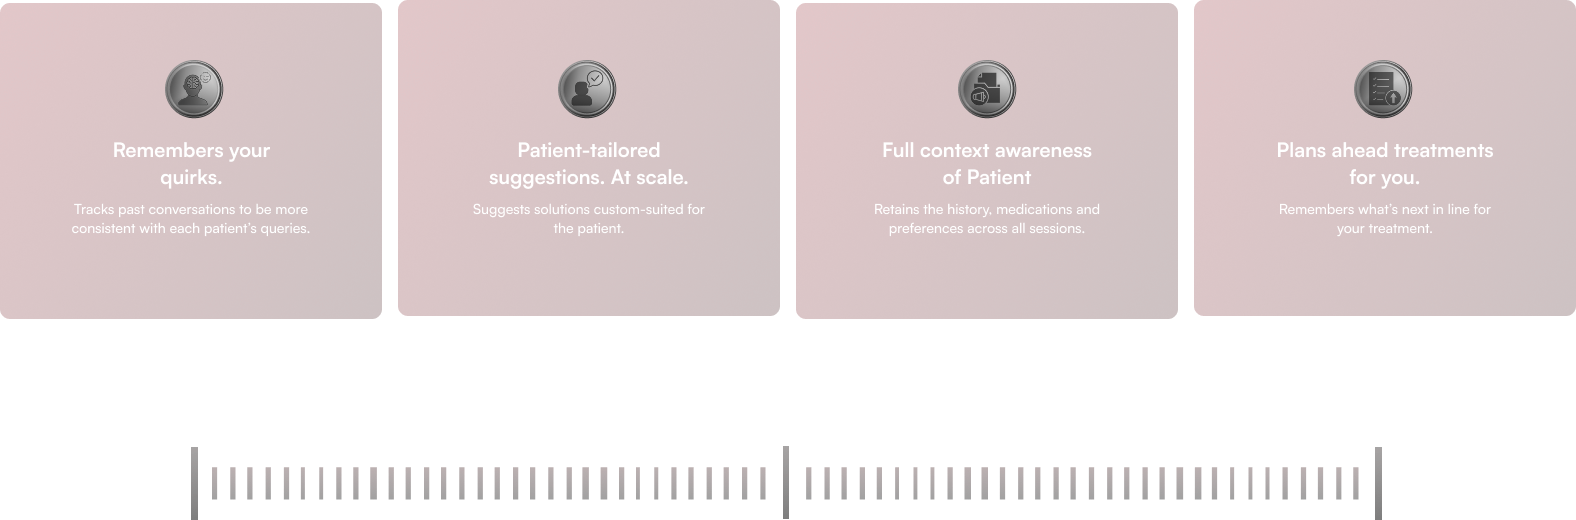 Remembers your
quirks.
Tracks past conversations to be more
consistent with each patient's queries.
Patient-tailored
suggestions. At scale.
Suggests solutions custom-suited for
the patient.
Full context awareness
of Patient
Retains the history, medications and
preferences across all sessions.
Plans ahead treatments
for you.
Remembers what's next in line for
your treatment.